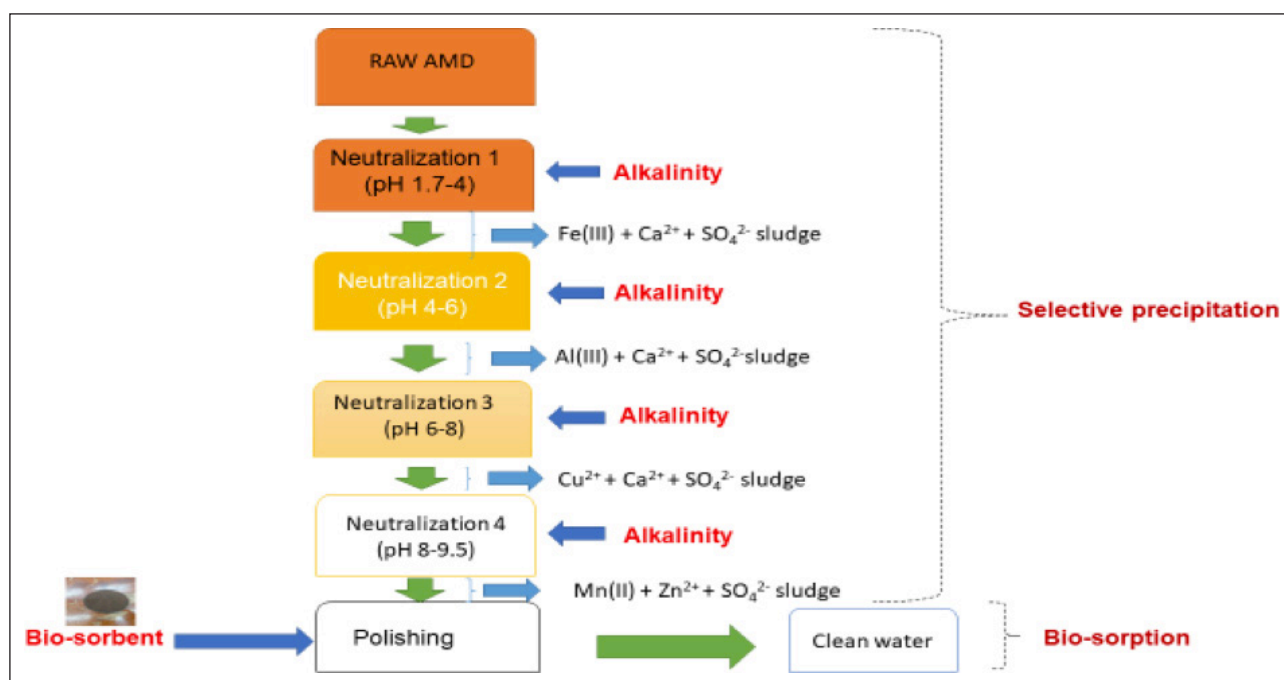 RAW AMD
Neutralization 1
(pH 1.7-4)
Alkalinity
Fe(III) + Ca²⁺ + SO₄²⁻ sludge
Neutralization 2
(pH 4-6)
Alkalinity
Selective precipitation
Al(III) + Ca²⁺ + SO₄²⁻sludge
Neutralization 3
(pH 6-8)
Alkalinity
Cu²⁺ + Ca²⁺ + SO₄²⁻ sludge
Neutralization 4
(pH 8-9.5)
Alkalinity
Mn(II) + Zn²⁺ + SO₄²⁻ sludge
Bio-sorbent
Polishing
Clean water
Bio-sorption